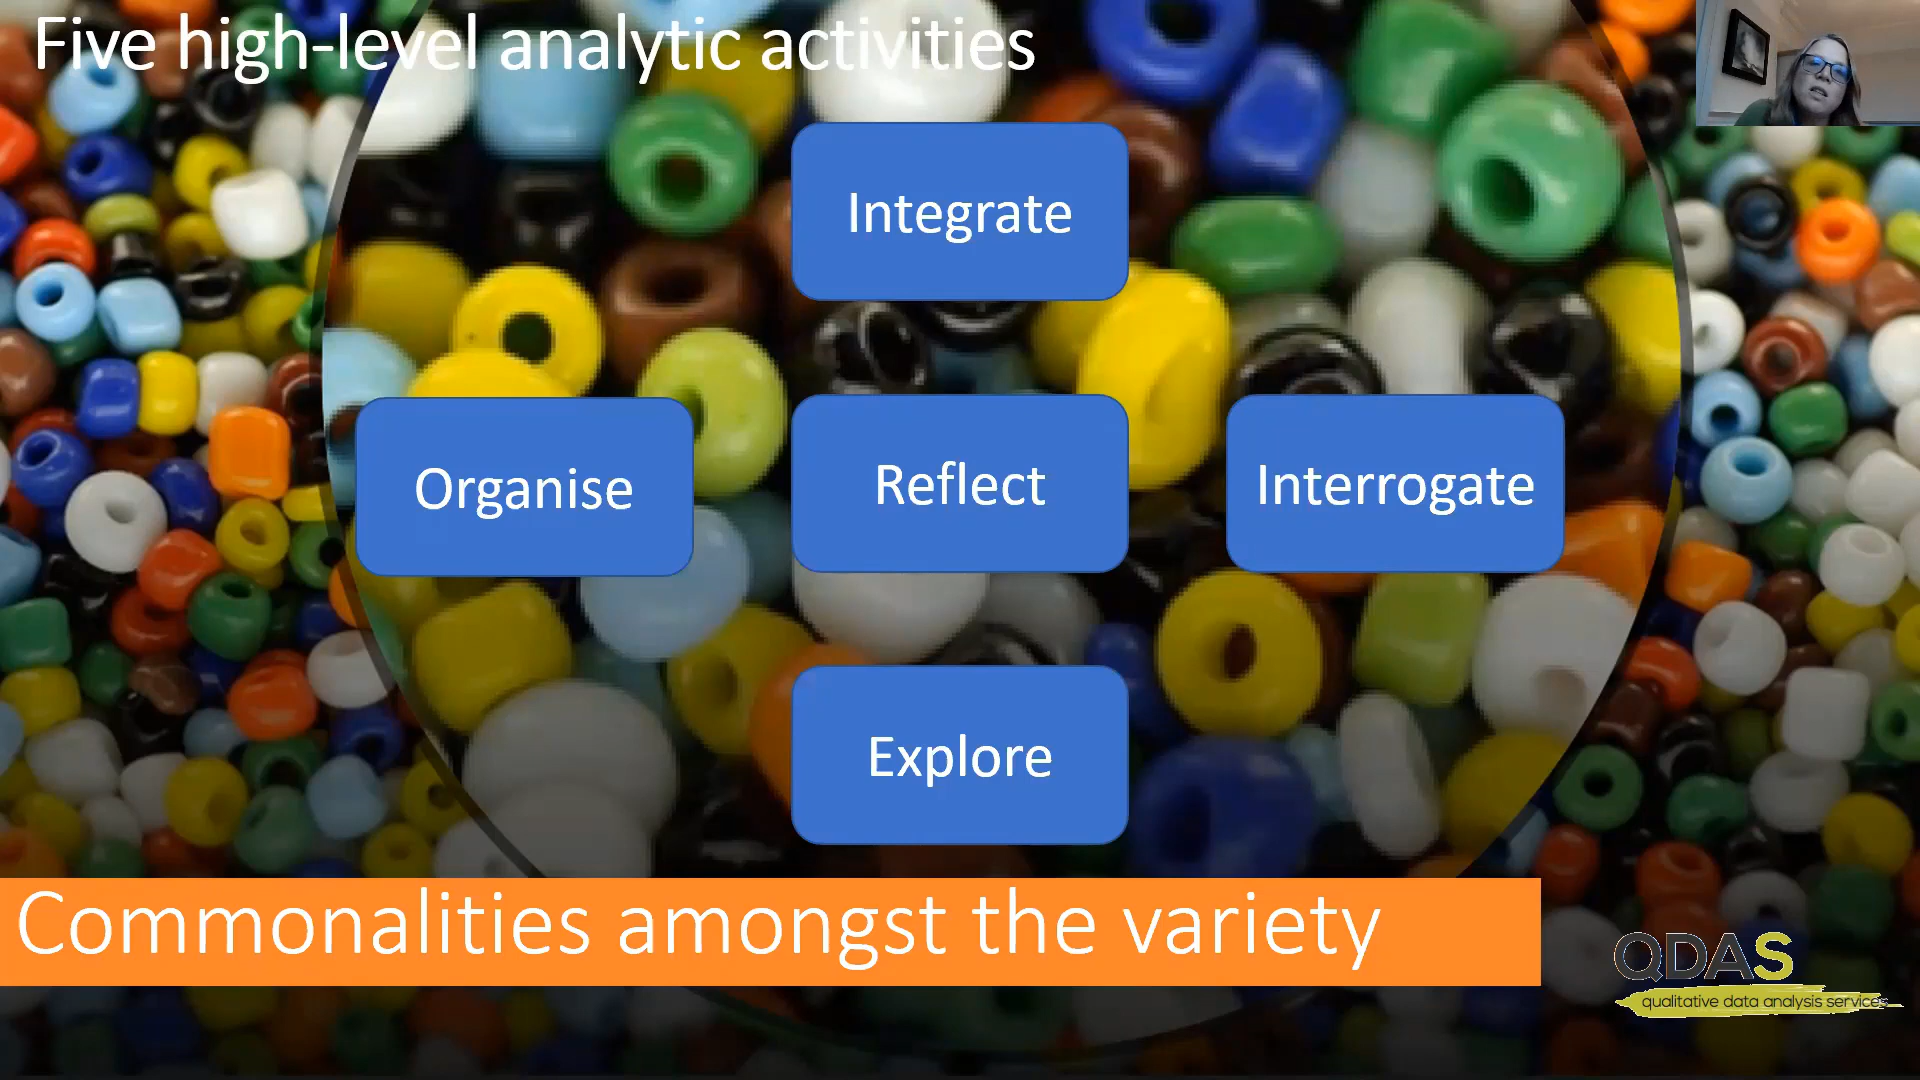 Five high-level analytic activities
Integrate
Organise
Reflect
Interrogate
Explore
Commonalities amongst the variety
QDAS
qualitative data analysis services